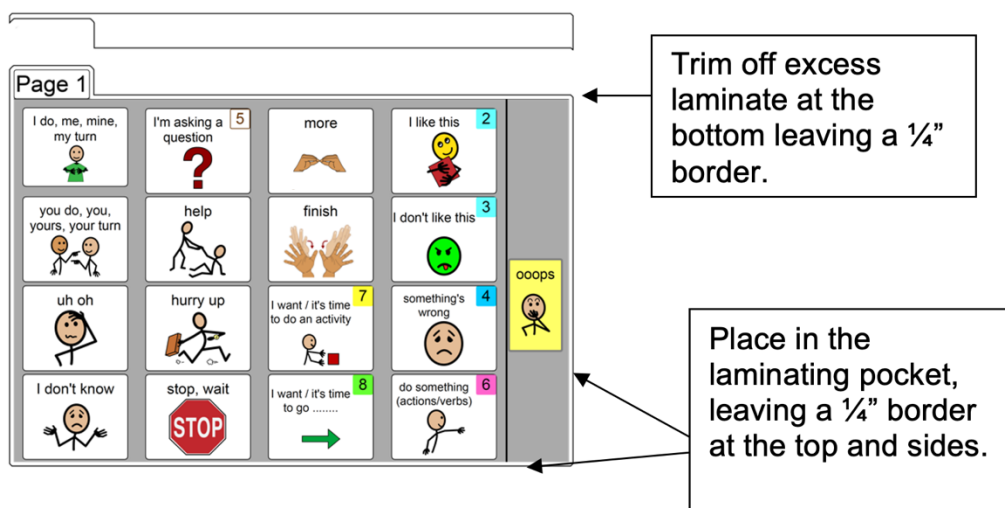 Page 1
I do, me, mine,
my turn
I'm asking a
question
5
more
I like this
2
you do, you,
yours, your turn
help
finish
I don't like this
3
ooops
uh oh
hurry up
I want / it's time
to do an activity
7
something's
wrong
4
I don't know
stop, wait
STOP
I want / it's time
to go ........
8
do something
(actions/verbs)
6
Trim off excess
laminate at the
bottom leaving a ¼”
border.
Place in the
laminating pocket,
leaving a ¼” border
at the top and sides.